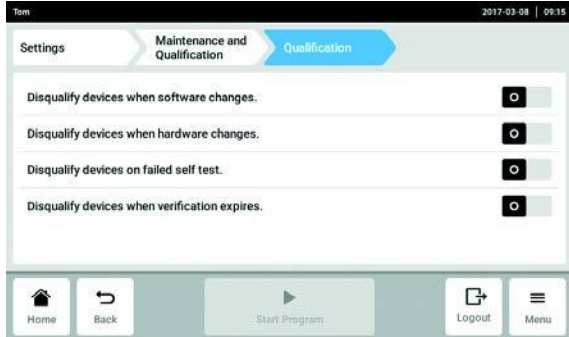 Tom 2017-03-08 | 09:15
Settings Maintenance and Qualification Qualification
Disqualify devices when software changes. O
Disqualify devices when hardware changes. O
Disqualify devices on failed self test. O
Disqualify devices when verification expires. O
Home Back Start Program Logout Menu